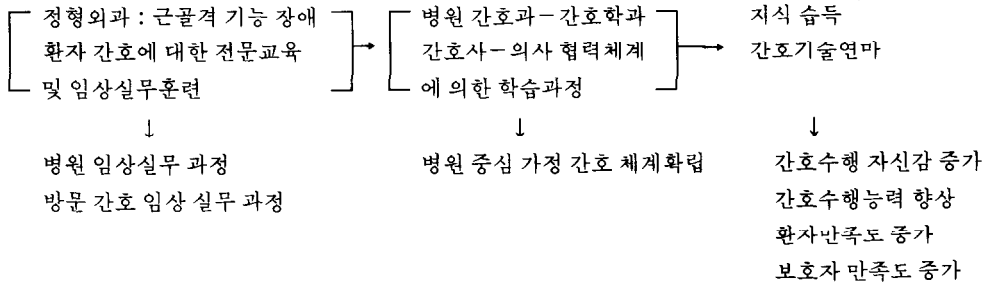 정형외과 : 근골격 기능 장애
환자 간호에 대한 전문교육
및 임상실무훈련
병원 간호과－간호학과
간호사－의사 협력체계
에 의한 학습과정
지식 습득
간호기술연마
병원 임상실무 과정
방문 간호 임상 실무 과정
병원 중심 가정 간호 체계확립
간호수행 자신감 증가
간호수행능력 향상
환자만족도 증가
보호자 만족도 증가